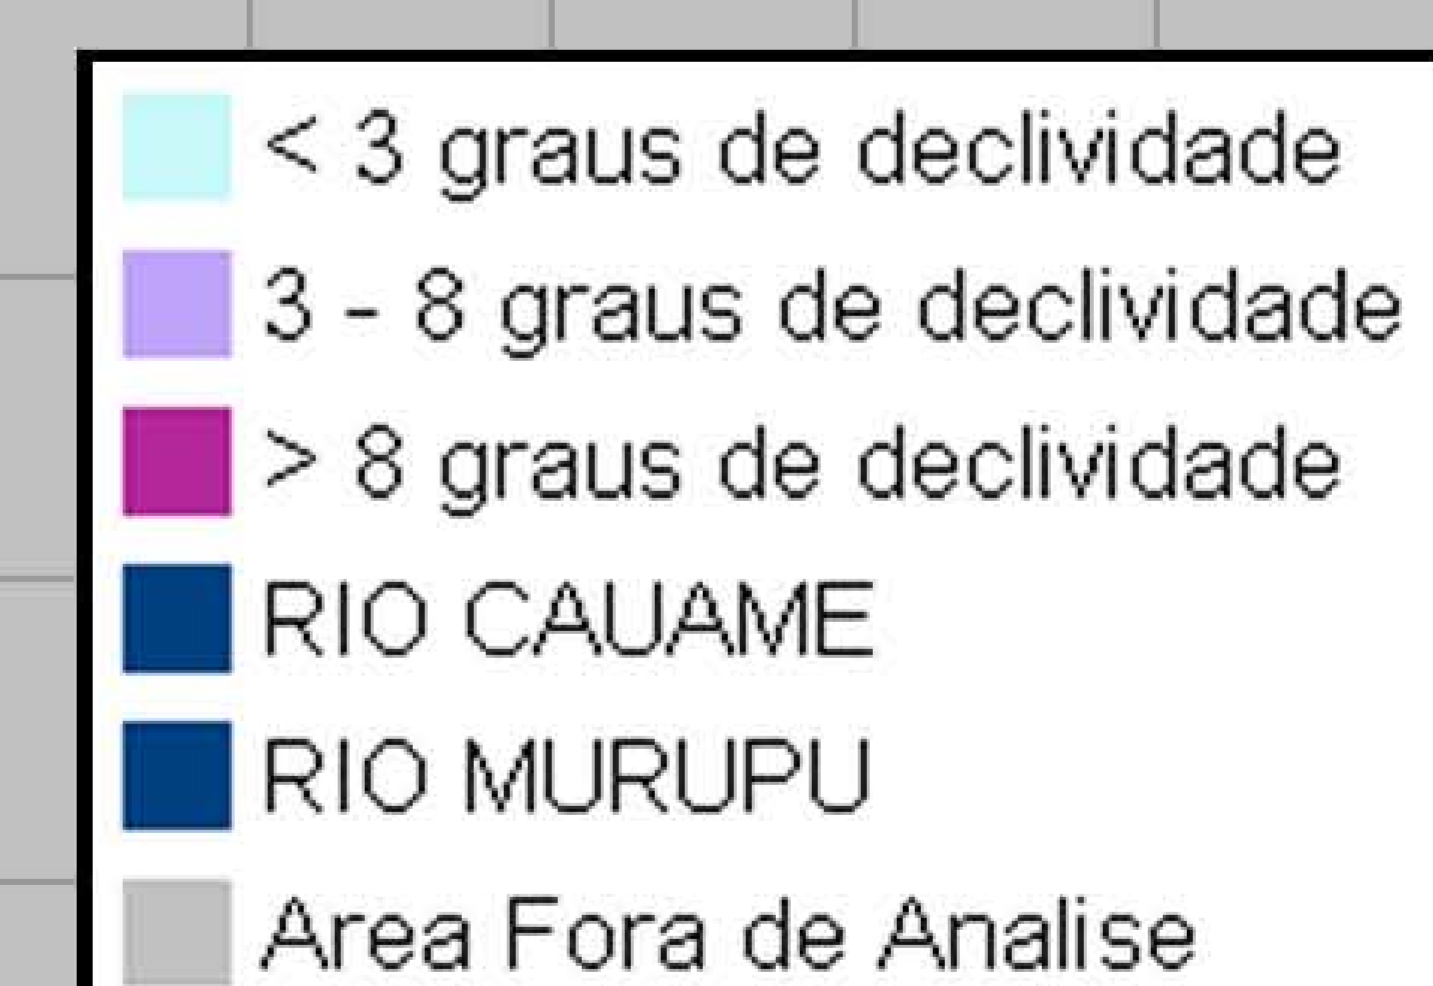 < 3 graus de declividade
3 - 8 graus de declividade
> 8 graus de declividade
RIO CAUAME
RIO MURUPU
Area Fora de Analise